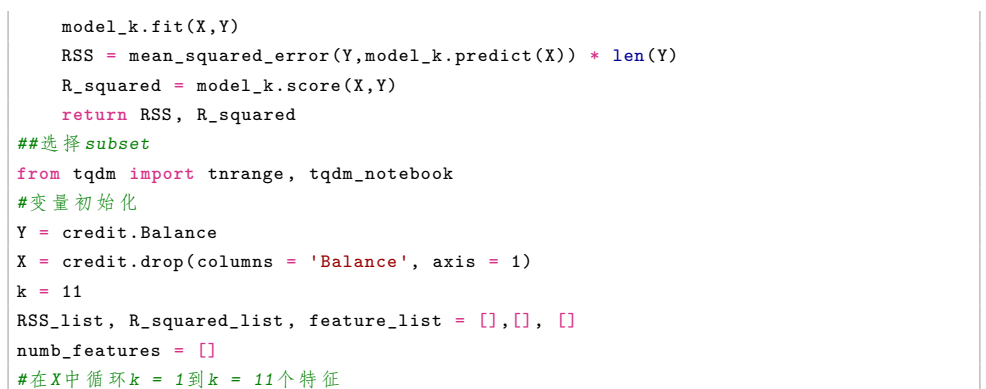 model_k.fit(X,Y)
    RSS = mean_squared_error(Y,model_k.predict(X)) * len(Y)
    R_squared = model_k.score(X,Y)
    return RSS, R_squared
##选择subset
from tqdm import tnrange, tqdm_notebook
#变量初始化
Y = credit.Balance
X = credit.drop(columns = 'Balance', axis = 1)
k = 11
RSS_list, R_squared_list, feature_list = [],[], []
numb_features = []
#在X中循环k = 1到k = 11个特征